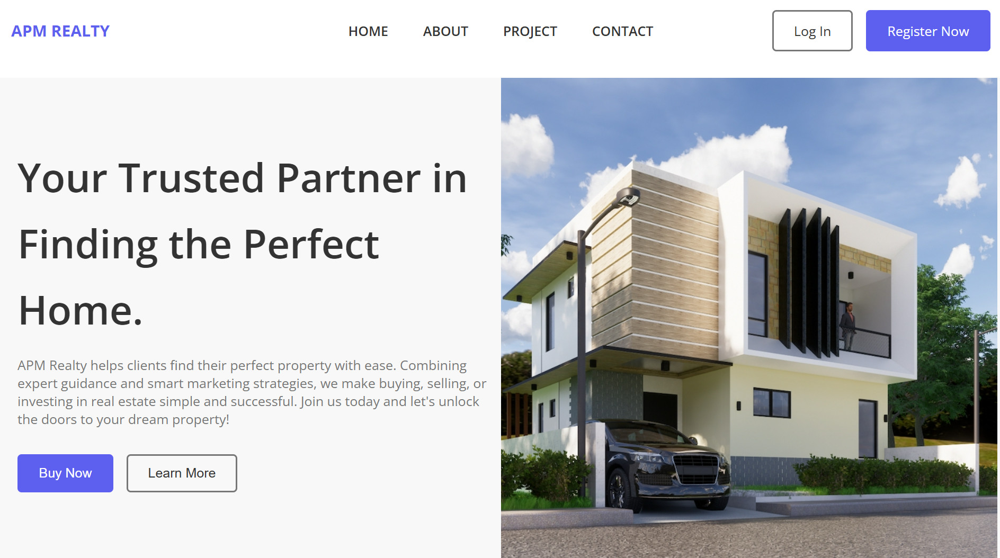 APM REALTY
HOME ABOUT PROJECT CONTACT
Log In Register Now
Your Trusted Partner in
Finding the Perfect
Home.
APM Realty helps clients find their perfect property with ease. Combining
expert guidance and smart marketing strategies, we make buying, selling, or
investing in real estate simple and successful. Join us today and let's unlock
the doors to your dream property!
Buy Now Learn More